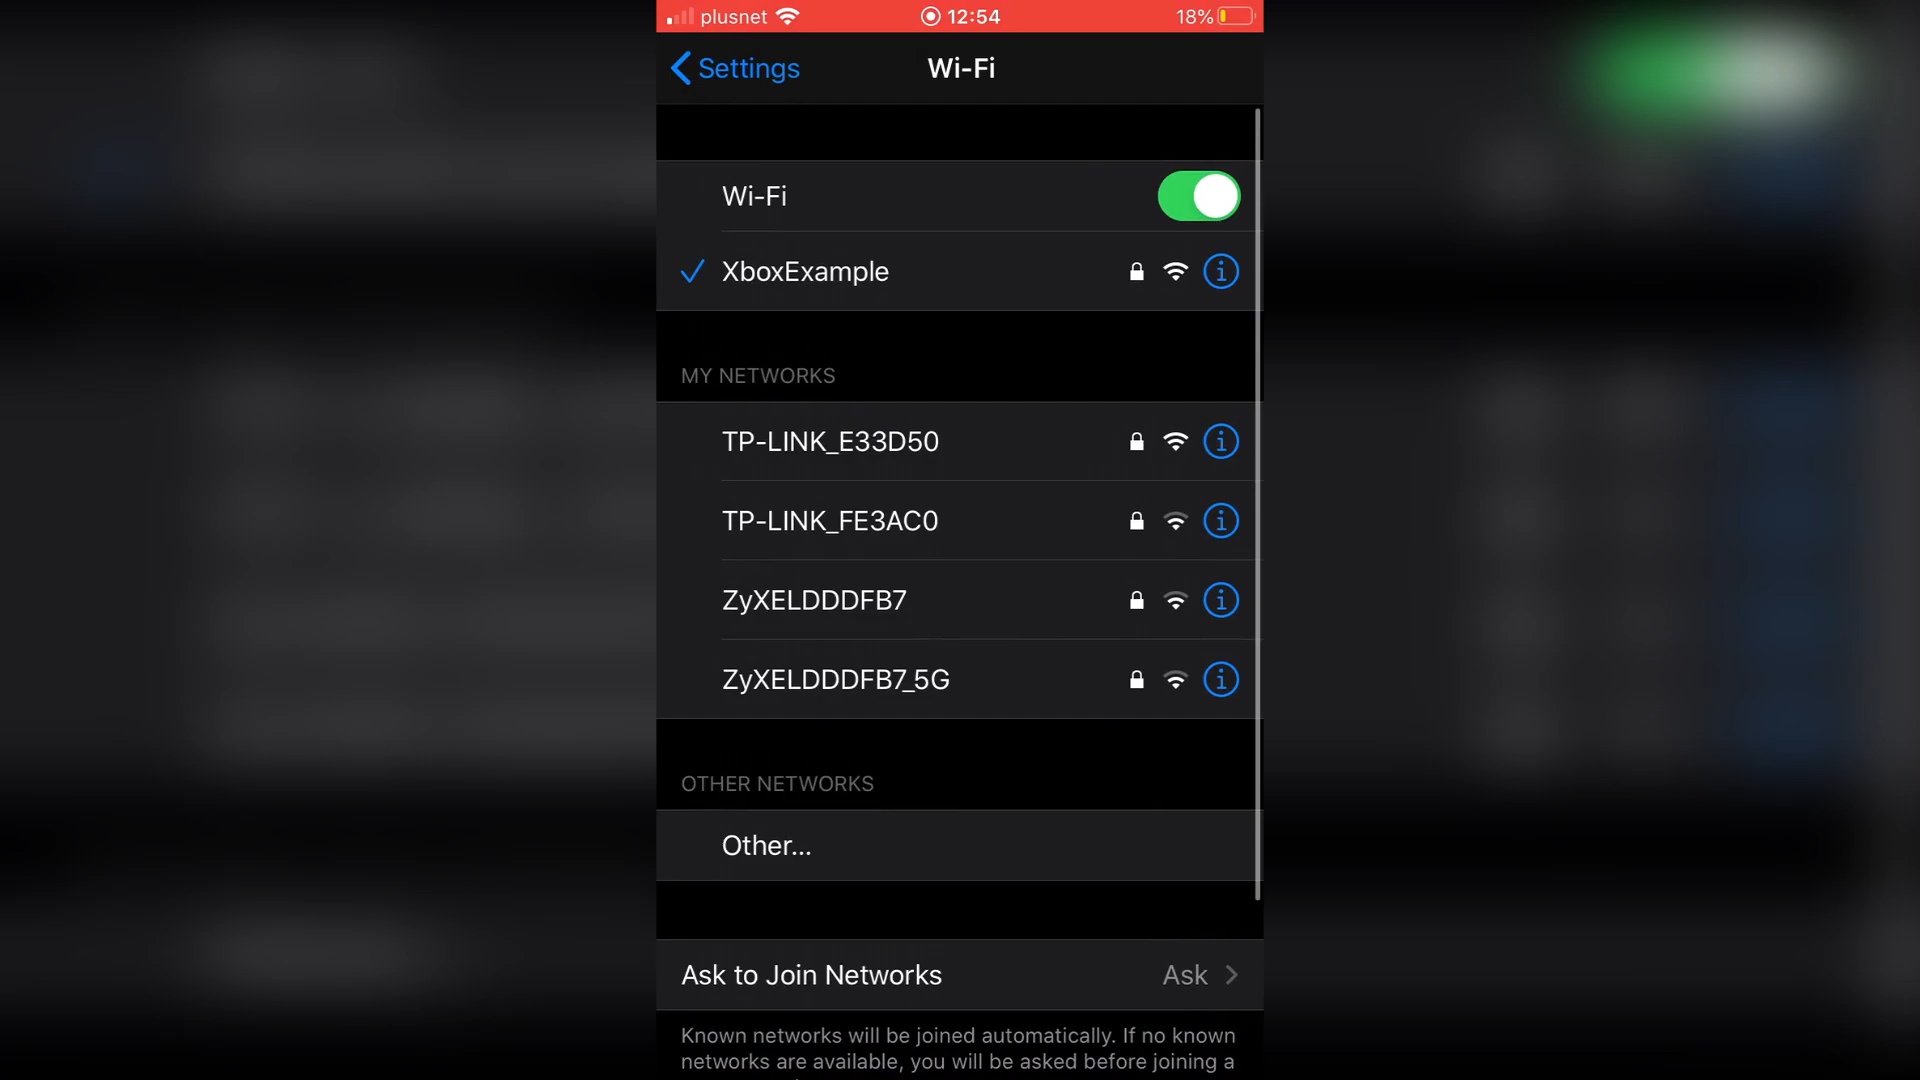 plusnet 12:54 18%
Settings Wi-Fi
Wi-Fi
XboxExample
MY NETWORKS
TP-LINK_E33D50
TP-LINK_FE3AC0
ZyXELDDDFB7
ZyXELDDDFB7_5G
OTHER NETWORKS
Other...
Ask to Join Networks Ask
Known networks will be joined automatically. If no known
networks are available, you will be asked before joining a